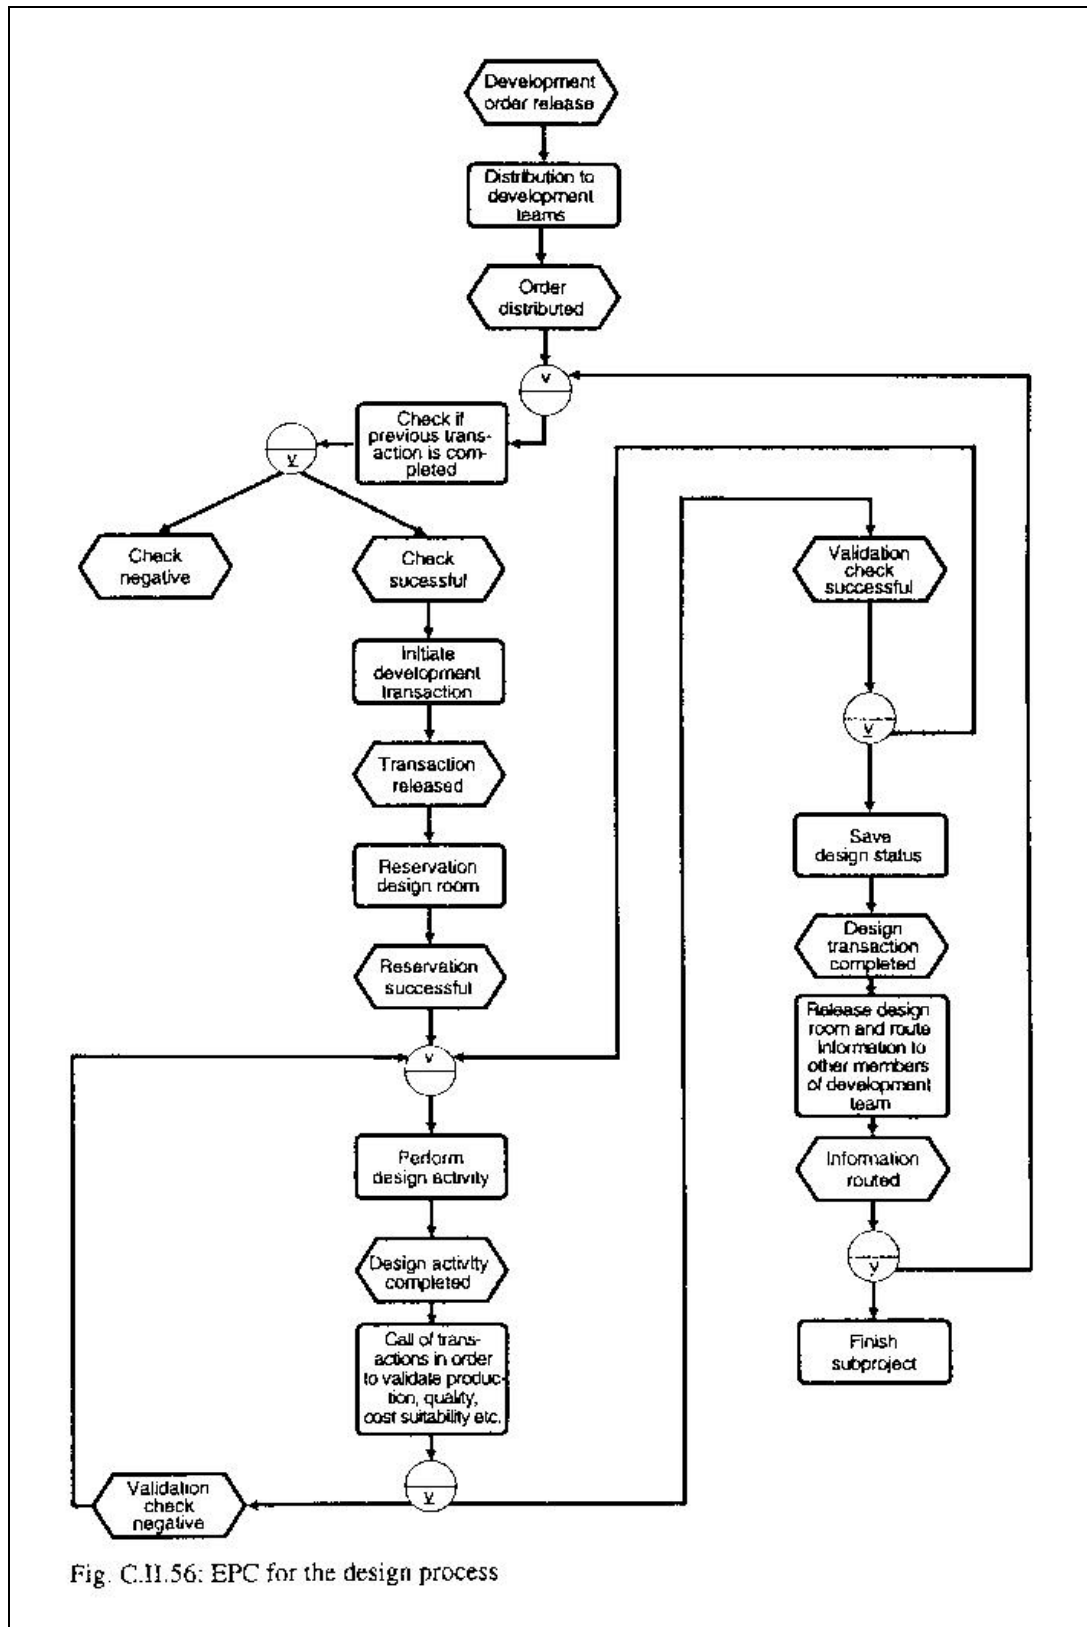 Development
order release
Distribution to
development
teams
Order
distributed
v
Check if
previous trans-
action is com-
pleted
v
Check
negative
Check
sucessful
Initiate
development
transaction
Transaction
released
Reservation
design room
Reservation
successful
v
Perform
design activity
Design activity
completed
Call of trans-
actions in order
to validate produc-
tion, quality,
cost suitability etc.
v
Validation
check
negative
Validation
check
successful
v
Save
design status
Design
transaction
completed
Release design
room and route
Information to
other members
of development
team
Information
routed
v
Finish
subproject
Fig. C.II.56: EPC for the design process